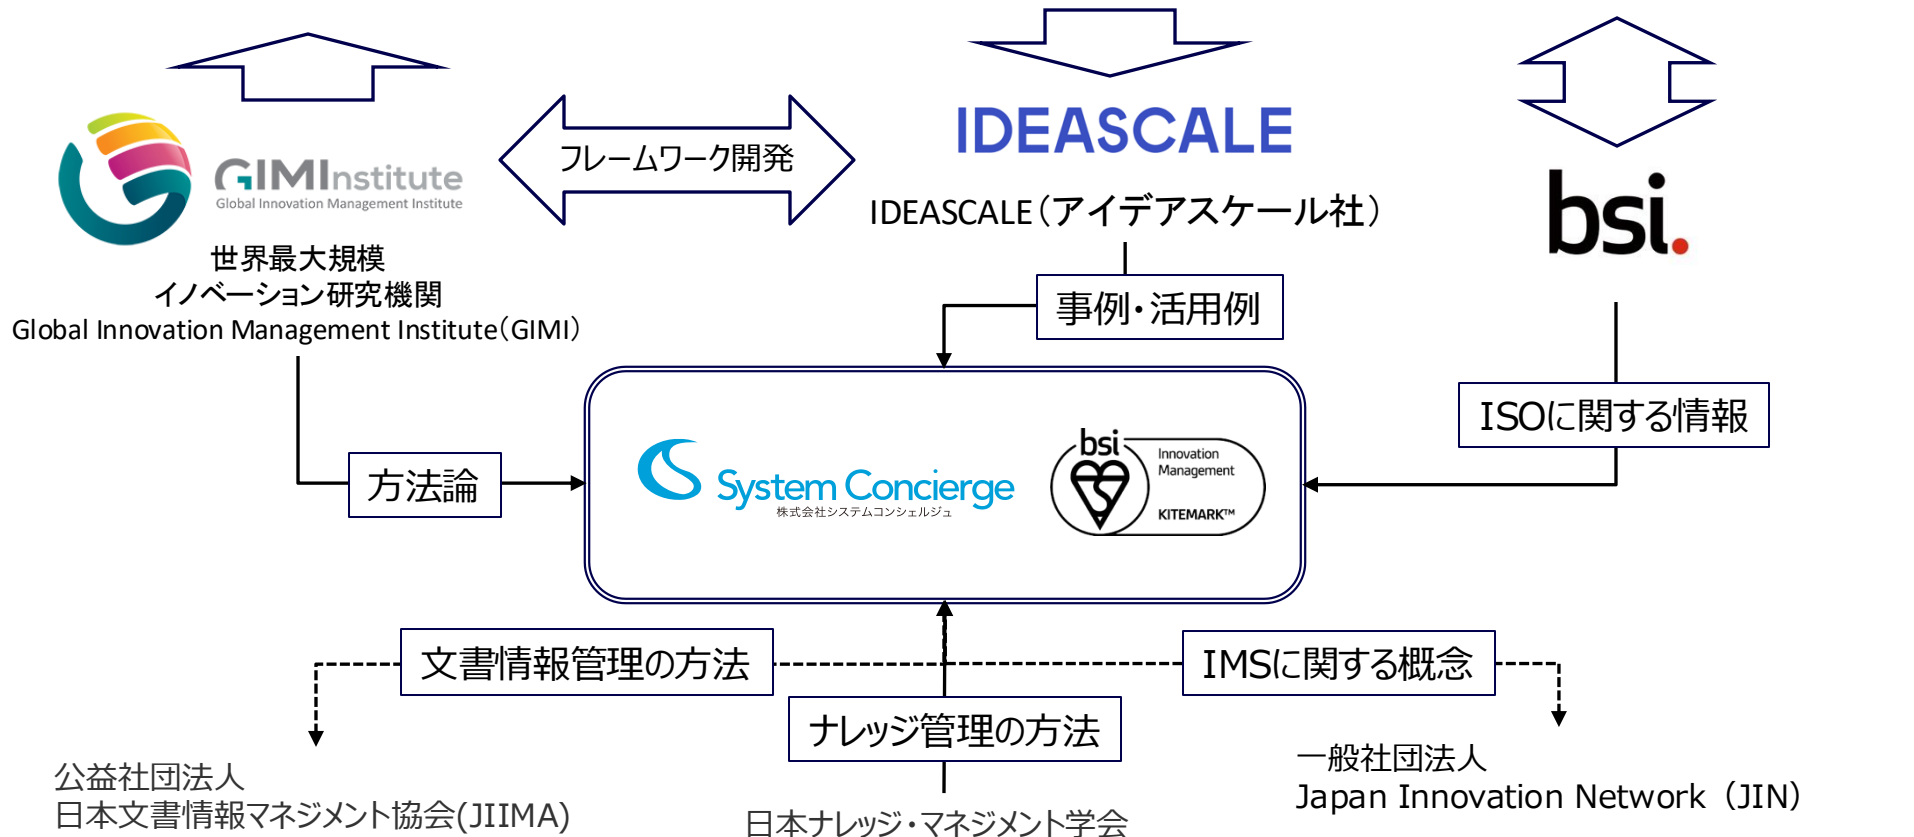 フレームワーク開発
IDEASCALE
GIMInstitute
Global Innovation Management Institute
IDEASCALE(アイデアスケール社)
bsi.
世界最大規模
イノベーション研究機関
Global Innovation Management Institute(GIMI)
事例・活用例
ISOに関する情報
方法論
System Concierge
株式会社システムコンシェルジュ
bsi
Innovation
Management
KITEMARK™
文書情報管理の方法
IMSに関する概念
ナレッジ管理の方法
公益社団法人
日本文書情報マネジメント協会(JIIMA)
日本ナレッジ・マネジメント学会
一般社団法人
Japan Innovation Network（JIN）